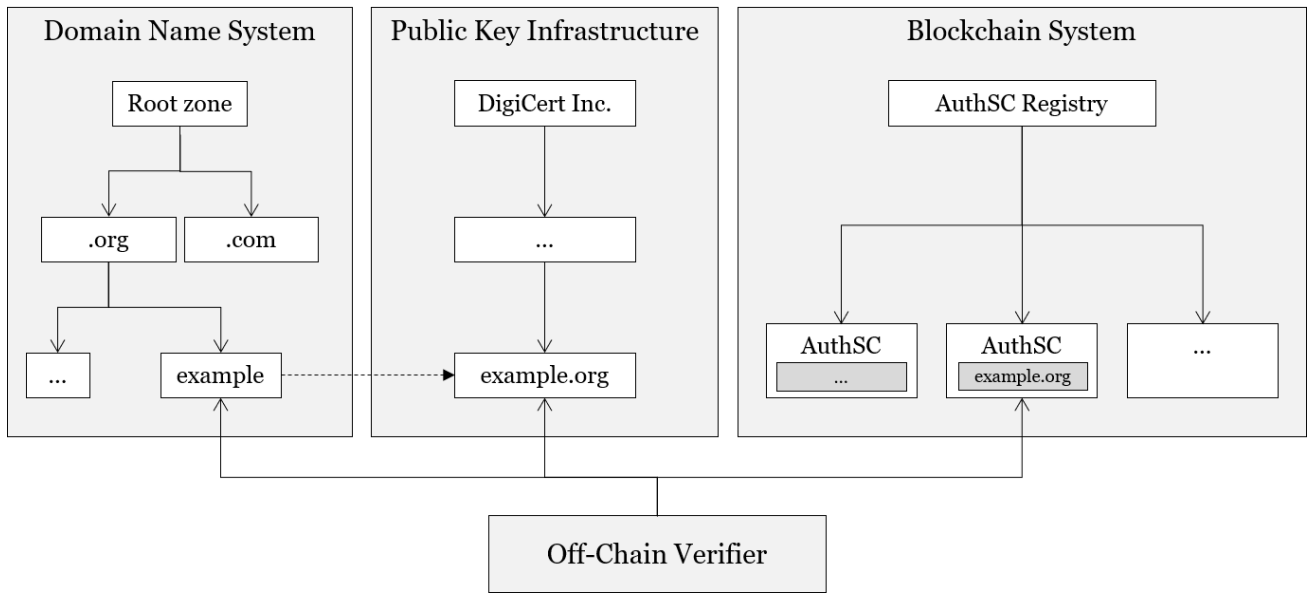 Domain Name System
Root zone
.org
.com
...
example
Public Key Infrastructure
DigiCert Inc.
...
example.org
Blockchain System
AuthSC Registry
AuthSC
...
AuthSC
example.org
...
Off-Chain Verifier